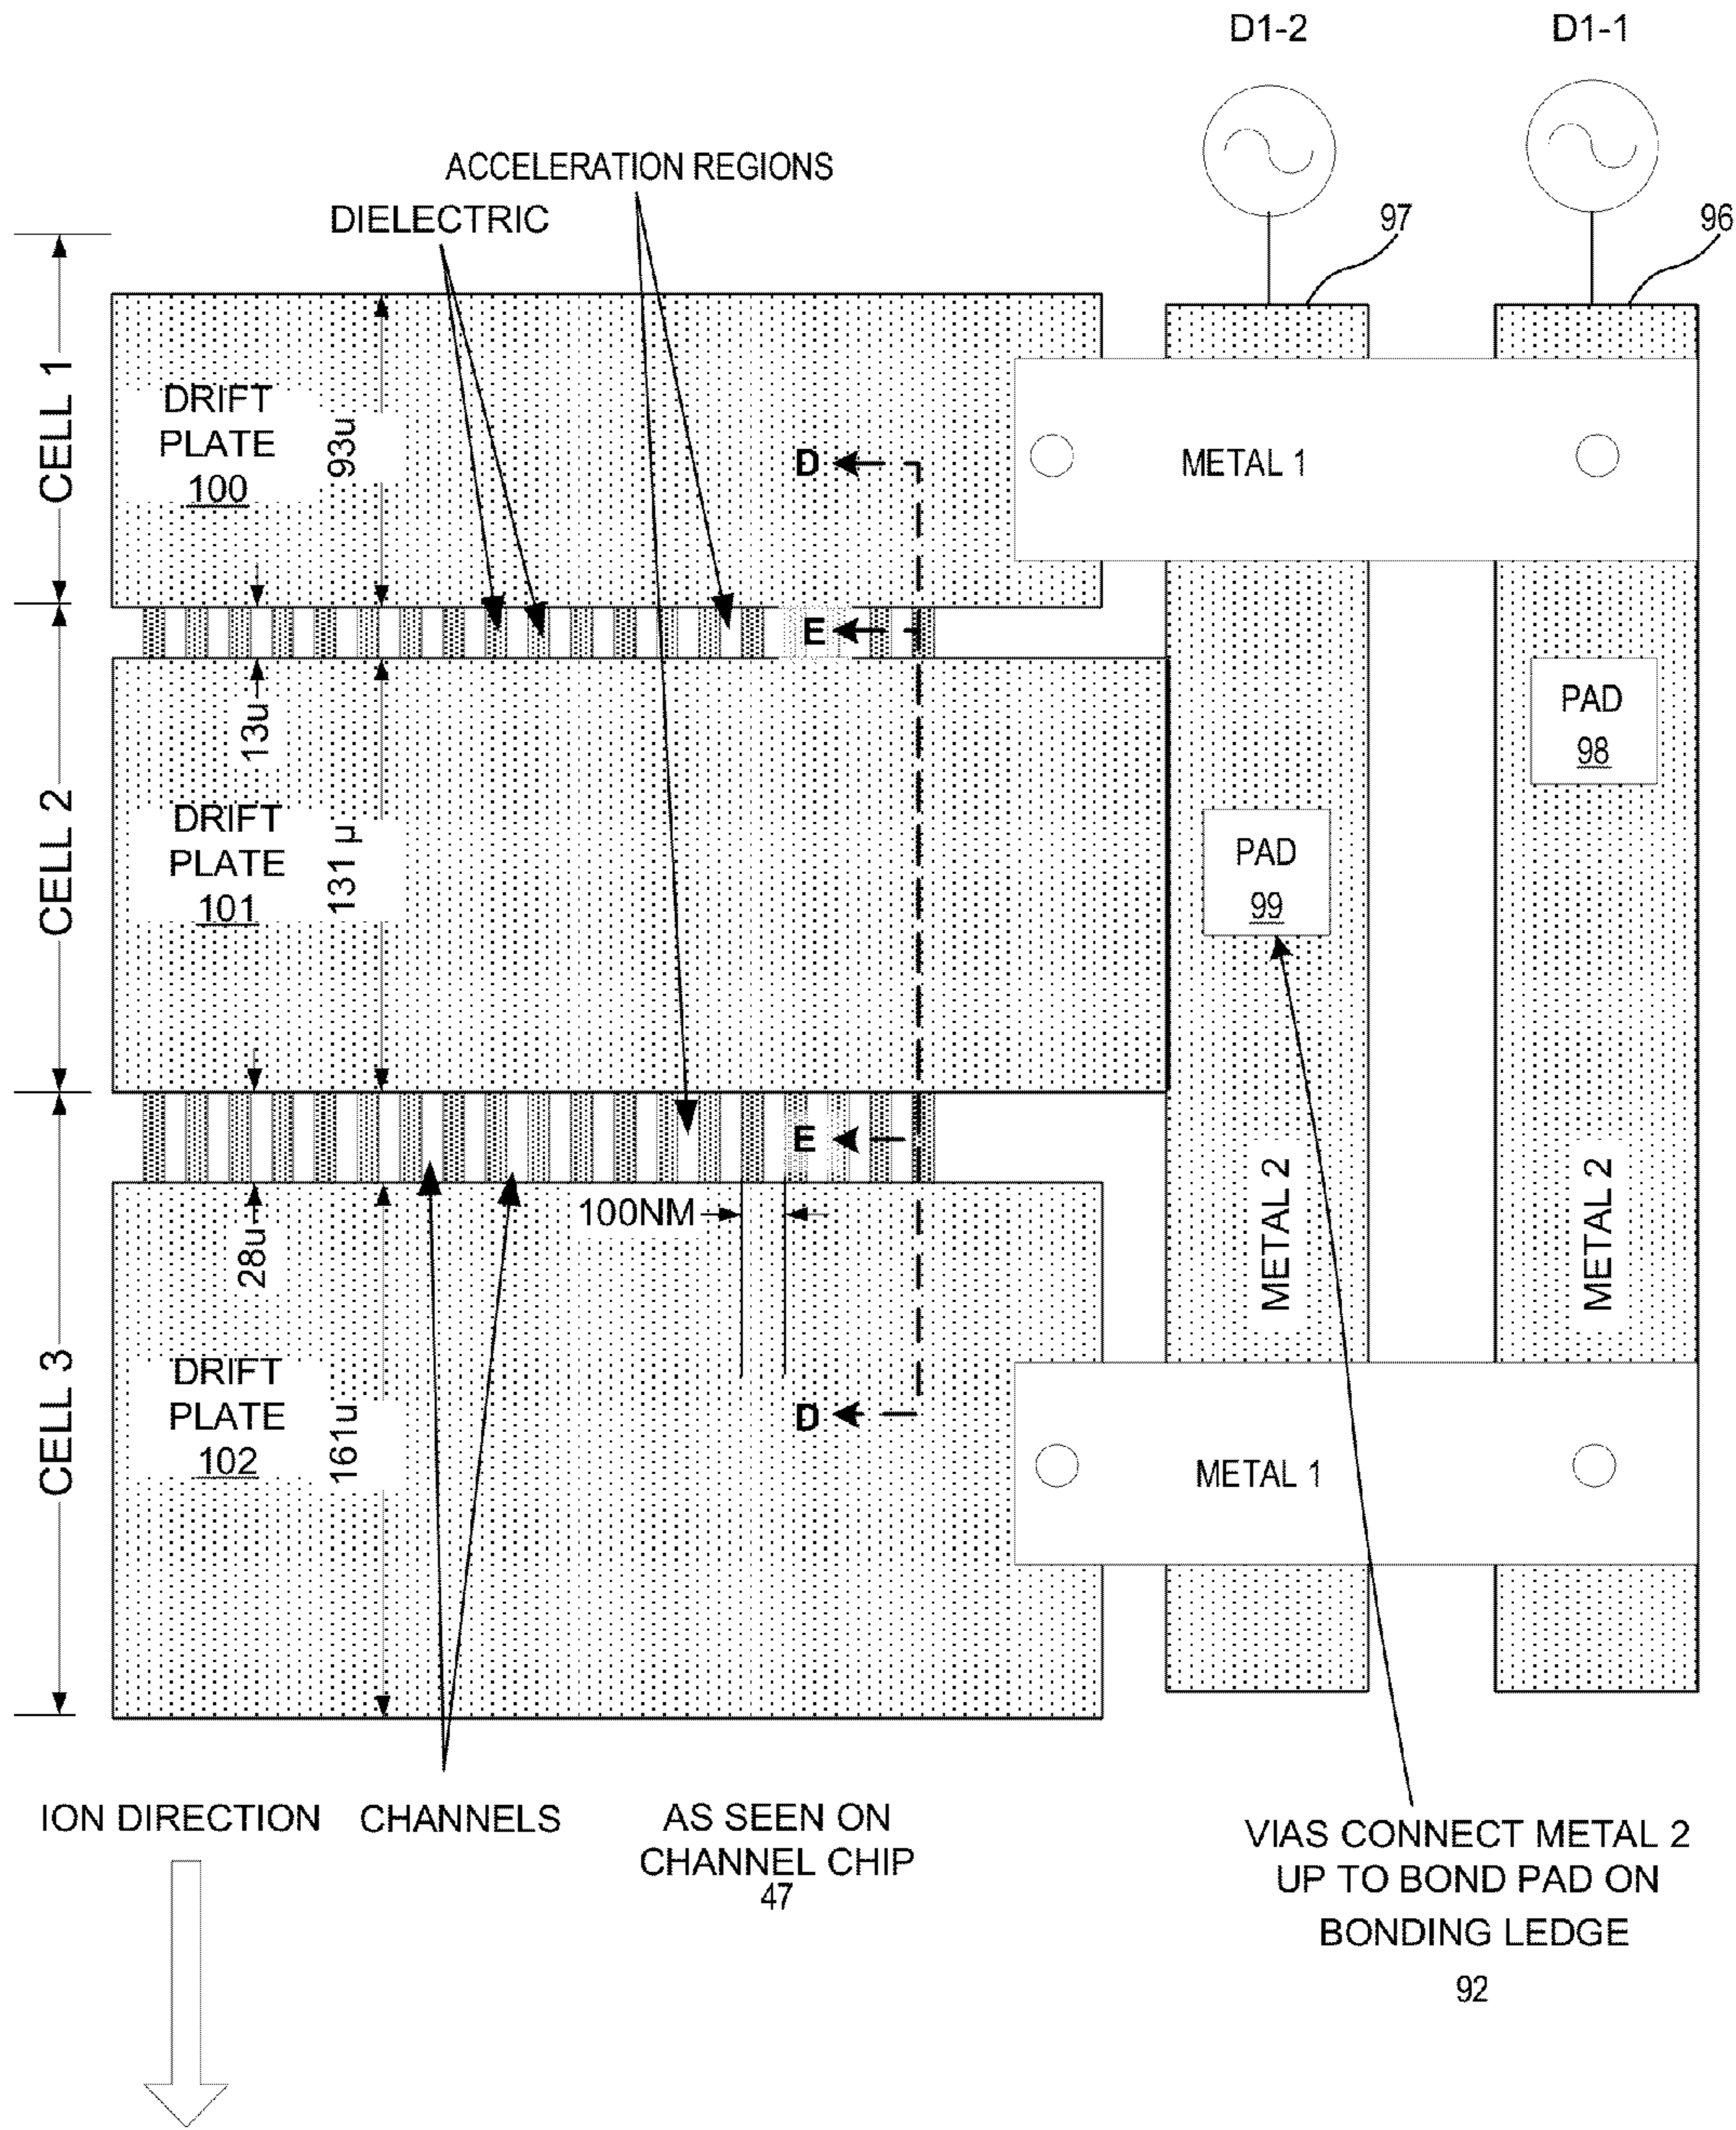 D1-2
D1-1
ACCELERATION REGIONS
DIELECTRIC
97
96
CELL 1
DRIFT
PLATE
100
93u
D
METAL 1
E
13u
PAD
98
CELL 2
DRIFT
PLATE
101
131 µ
PAD
99
E
METAL 2
METAL 2
28u
100NM
CELL 3
DRIFT
PLATE
102
161u
D
METAL 1
ION DIRECTION
CHANNELS
AS SEEN ON
CHANNEL CHIP
47
VIAS CONNECT METAL 2
UP TO BOND PAD ON
BONDING LEDGE
92